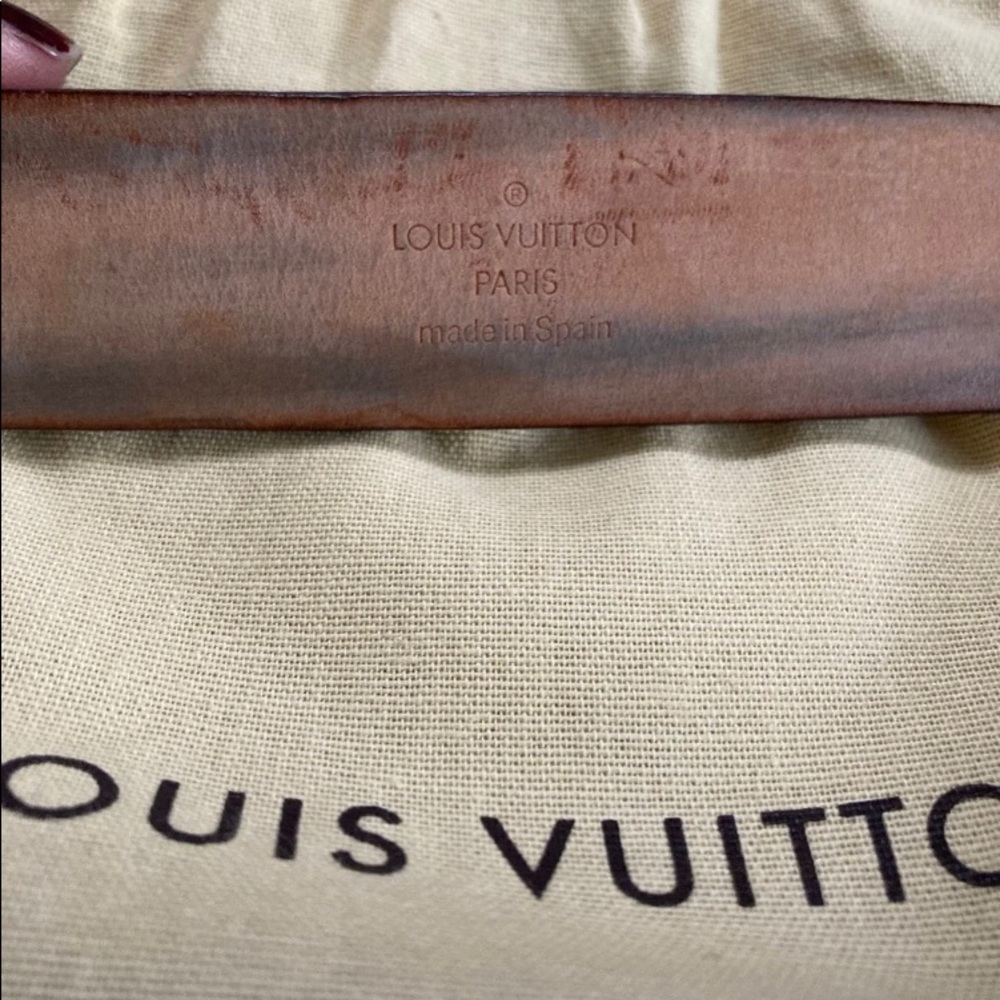 ®
LOUIS VUITTON
PARIS
made in Spain
OUIS VUITTO